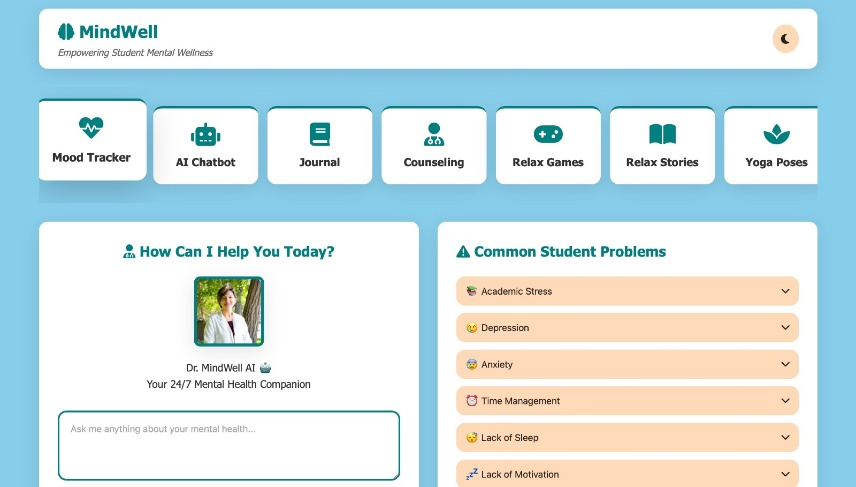 MindWell
Empowering Student Mental Wellness
Mood Tracker
AI Chatbot
Journal
Counseling
Relax Games
Relax Stories
Yoga Poses
How Can I Help You Today?
Dr. MindWell AI 🤖
Your 24/7 Mental Health Companion
Ask me anything about your mental health...
Common Student Problems
Academic Stress
Depression
Anxiety
Time Management
Lack of Sleep
Lack of Motivation